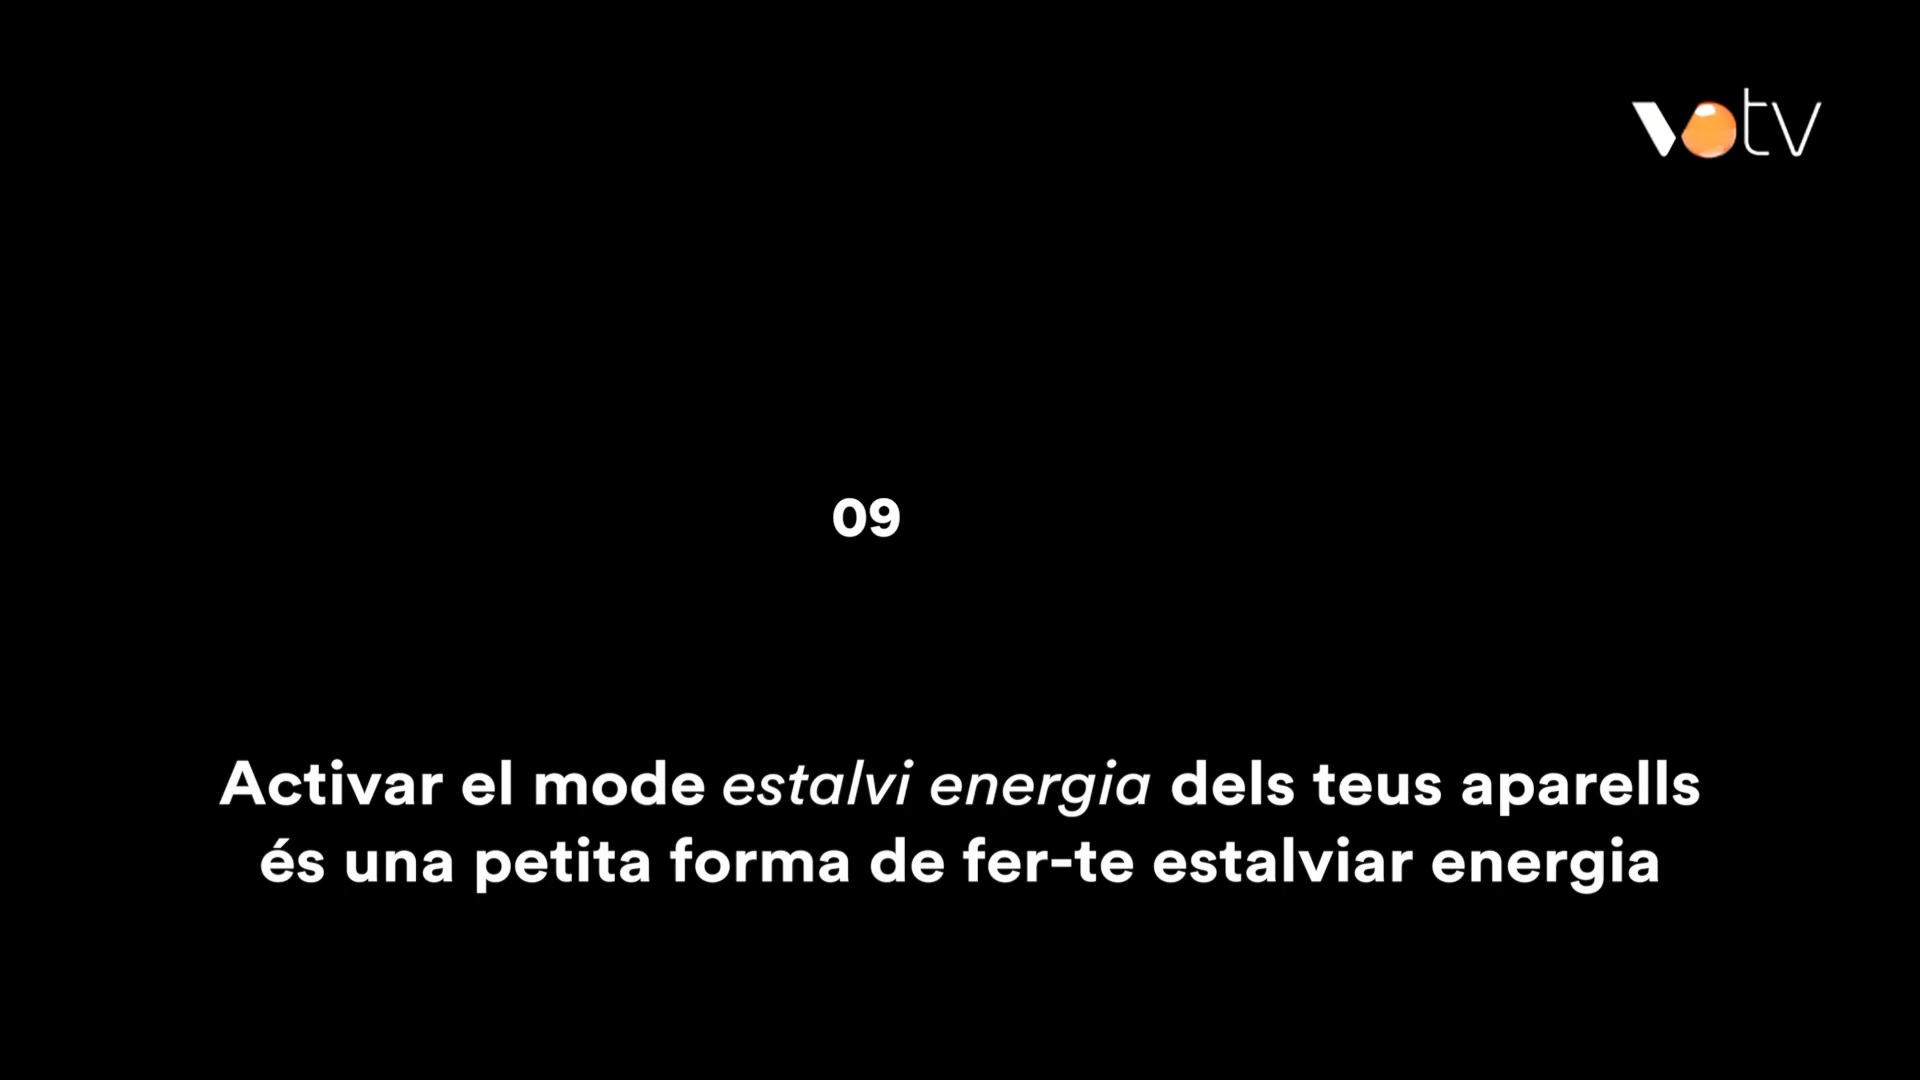 votv
09
Activar el mode estalvi energia dels teus aparells
és una petita forma de fer-te estalviar energia